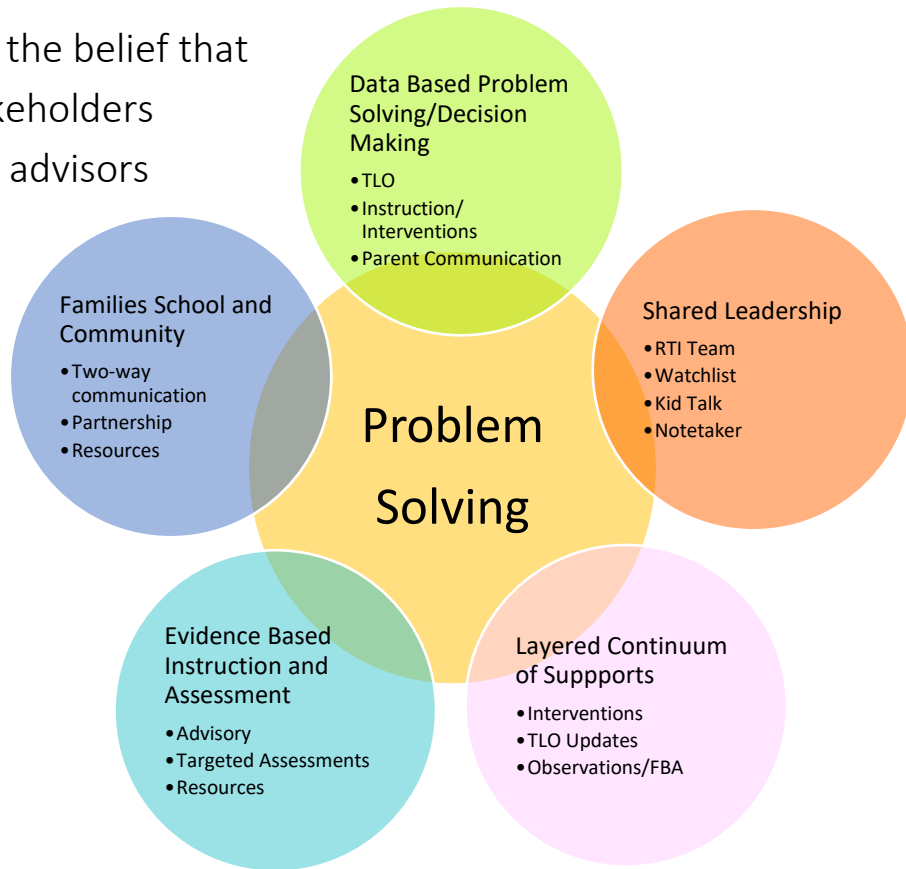 the belief that
keholders
advisors
Data Based Problem
Solving/Decision
Making
•TLO
•Instruction/
Interventions
•Parent Communication
Families School and
Community
•Two-way
communication
•Partnership
•Resources
Shared Leadership
•RTI Team
•Watchlist
•Kid Talk
•Notetaker
Problem
Solving
Evidence Based
Instruction and
Assessment
•Advisory
•Targeted Assessments
•Resources
Layered Continuum
of Suppports
•Interventions
•TLO Updates
•Observations/FBA